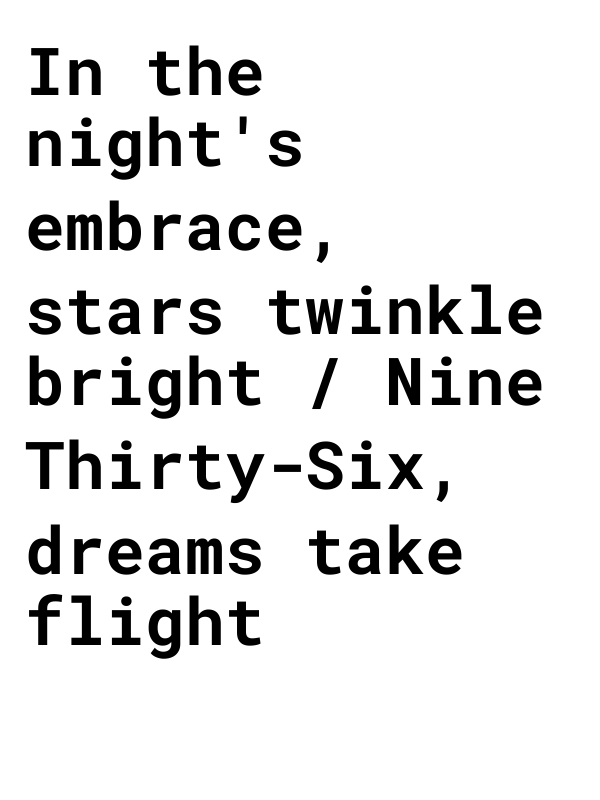 In the
night's
embrace,
stars twinkle
bright / Nine
Thirty-Six,
dreams take
flight